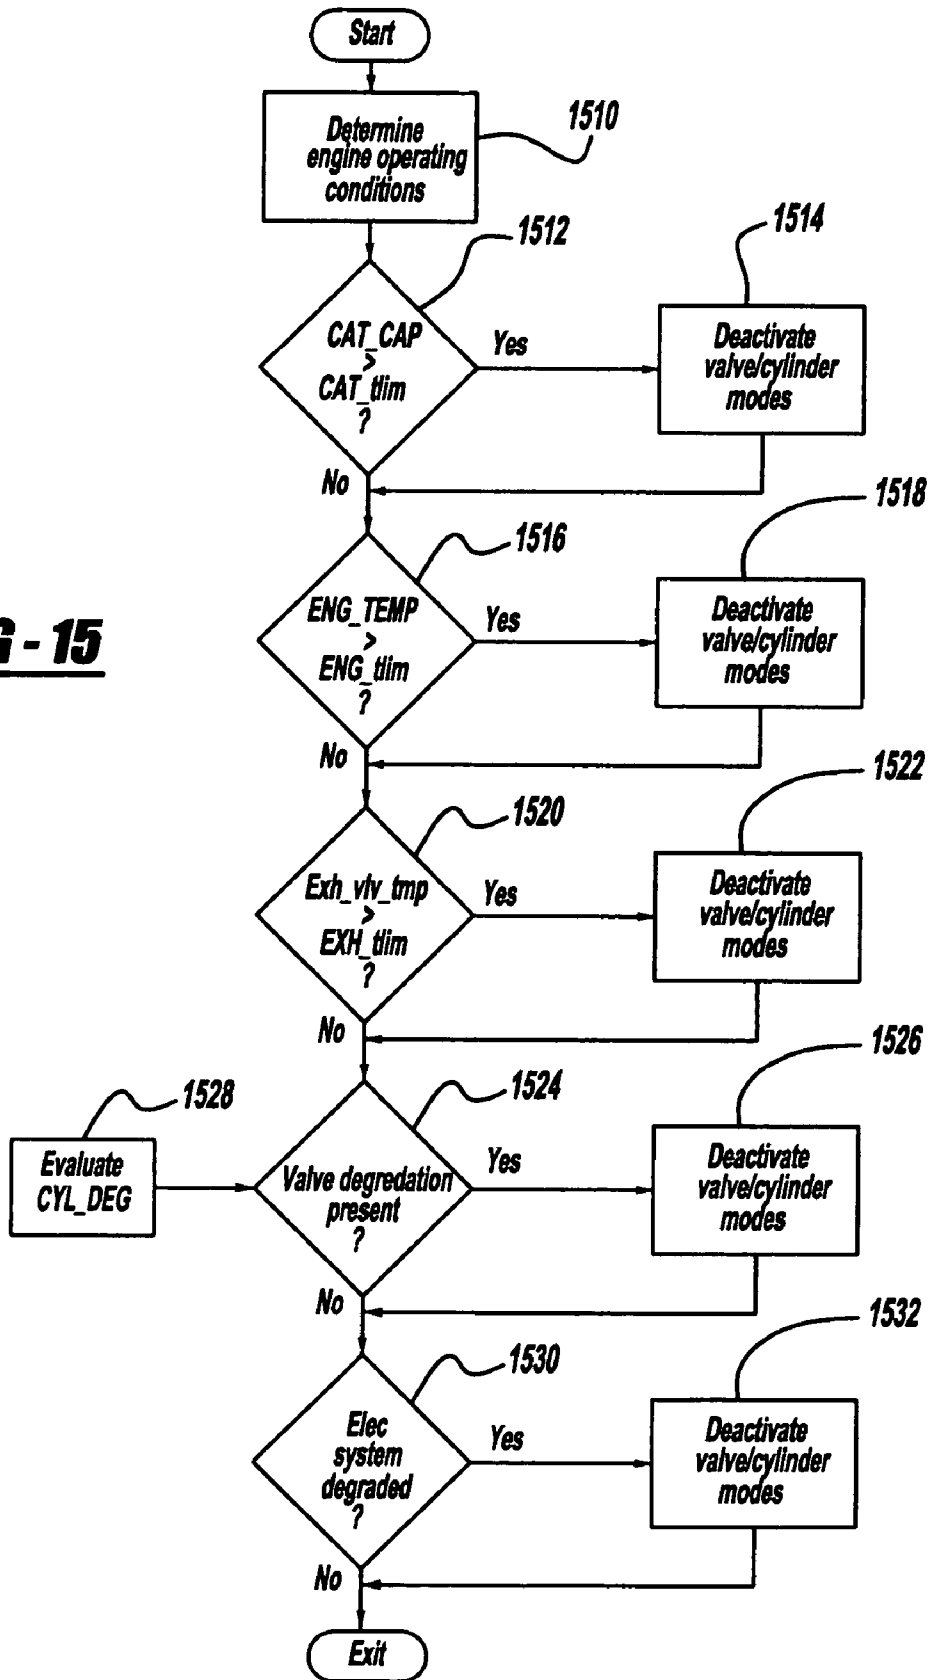 Start
Determine
engine operating
conditions
1510
1512
CAT_CAP
>
CAT_tlim
?
Yes
No
1514
Deactivate
valve/cylinder
modes
1516
ENG_TEMP
>
ENG_tlim
?
Yes
No
1518
Deactivate
valve/cylinder
modes
G - 15
1520
Exh_vlv_tmp
>
EXH_tlim
?
Yes
No
1522
Deactivate
valve/cylinder
modes
1528
Evaluate
CYL_DEG
1524
Valve degredation
present
?
Yes
No
1526
Deactivate
valve/cylinder
modes
1530
Elec
system
degraded
?
Yes
No
1532
Deactivate
valve/cylinder
modes
Exit